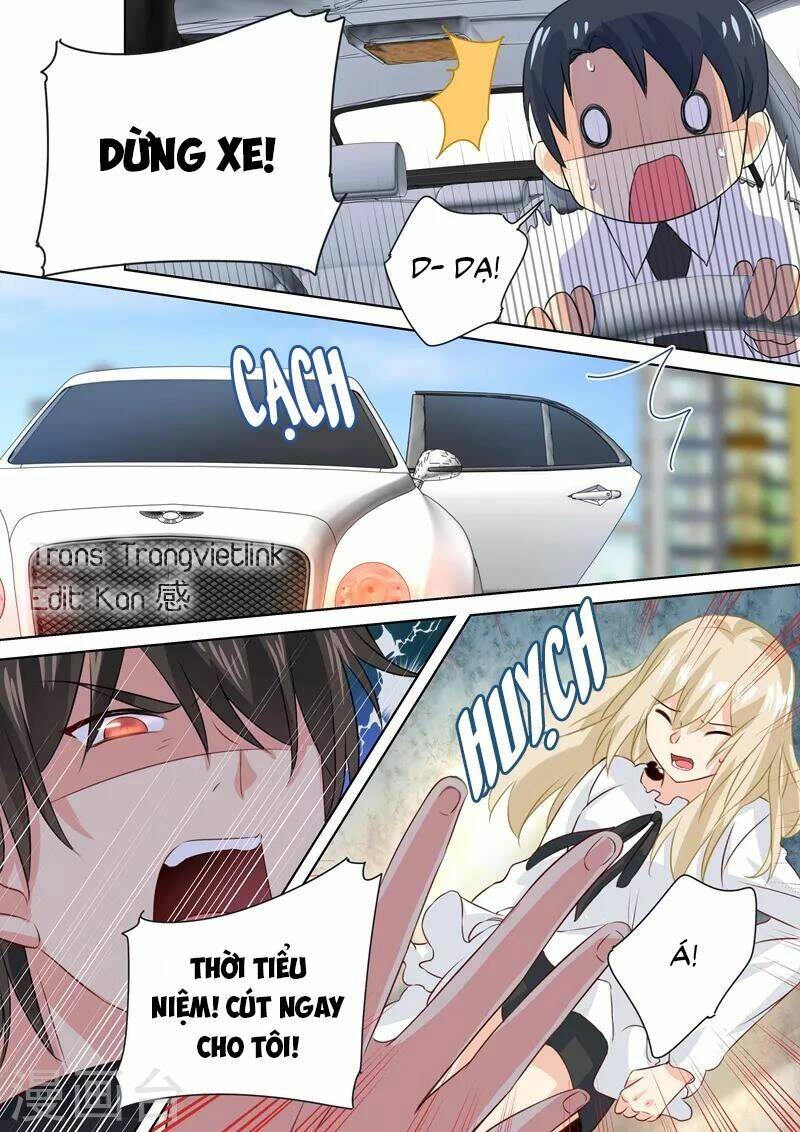 DỪNG XE!
D- DẠ!
CẠCH
Trans Trangvietlink
Edit Kan 感
HUỴCH
Á!
THỜI TIỂU
NIỆM! CÚT NGAY
CHO TÔI!
漫画台